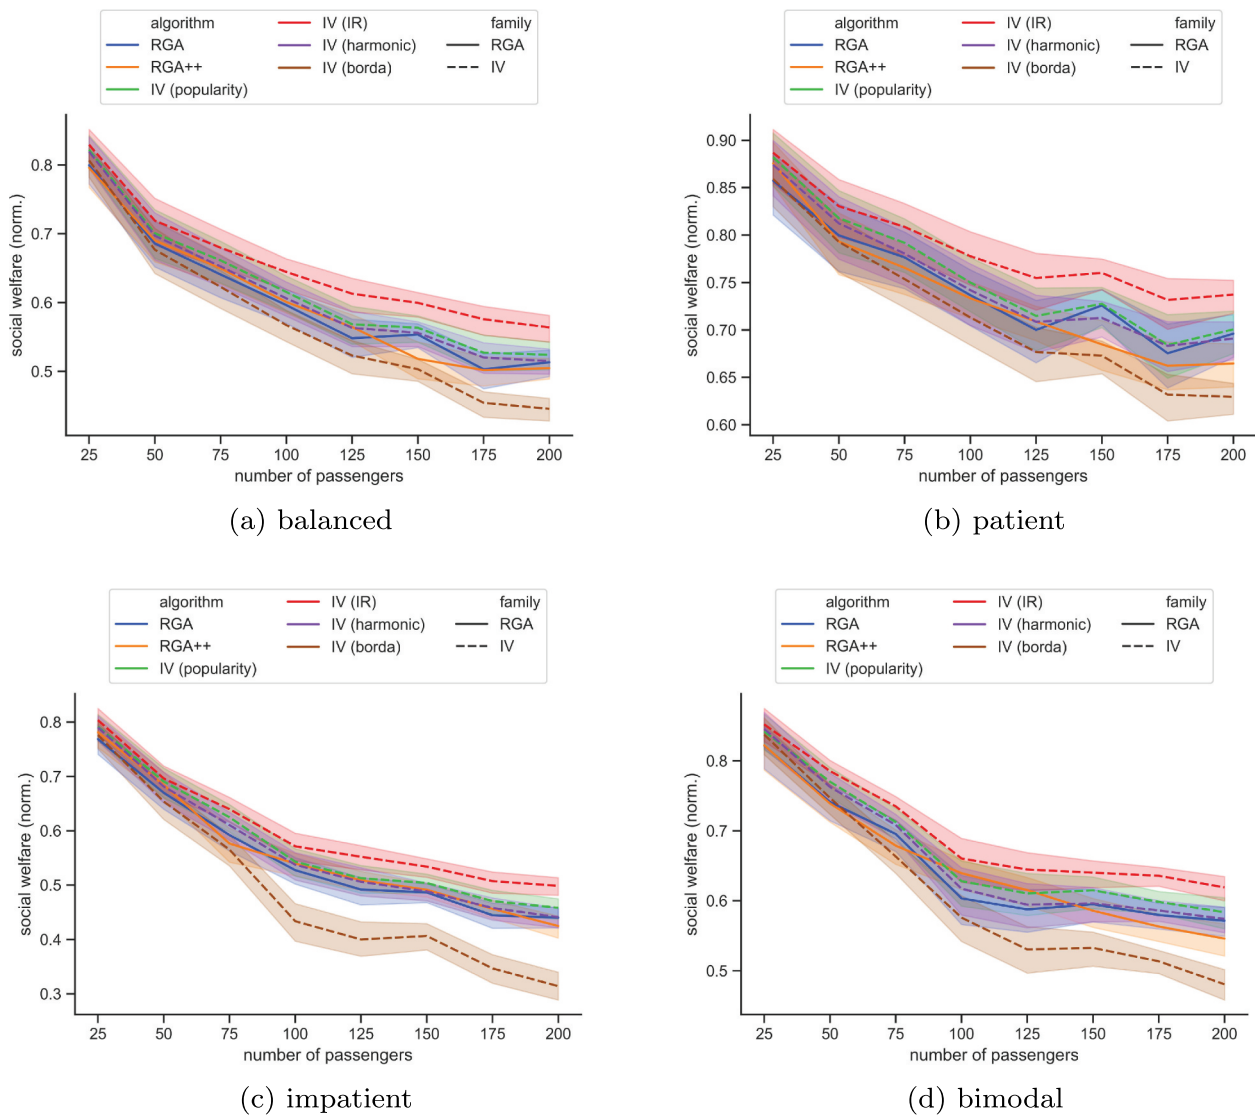 algorithm IV (IR) family
RGA IV (harmonic) RGA
RGA++ IV (borda) IV
IV (popularity)
social welfare (norm.)
0.8
0.7
0.6
0.5
25 50 75 100 125 150 175 200
number of passengers
(a) balanced
algorithm IV (IR) family
RGA IV (harmonic) RGA
RGA++ IV (borda) IV
IV (popularity)
social welfare (norm.)
0.90
0.85
0.80
0.75
0.70
0.65
0.60
25 50 75 100 125 150 175 200
number of passengers
(b) patient
algorithm IV (IR) family
RGA IV (harmonic) RGA
RGA++ IV (borda) IV
IV (popularity)
social welfare (norm.)
0.8
0.7
0.6
0.5
0.4
0.3
25 50 75 100 125 150 175 200
number of passengers
(c) impatient
algorithm IV (IR) family
RGA IV (harmonic) RGA
RGA++ IV (borda) IV
IV (popularity)
social welfare (norm.)
0.8
0.7
0.6
0.5
25 50 75 100 125 150 175 200
number of passengers
(d) bimodal